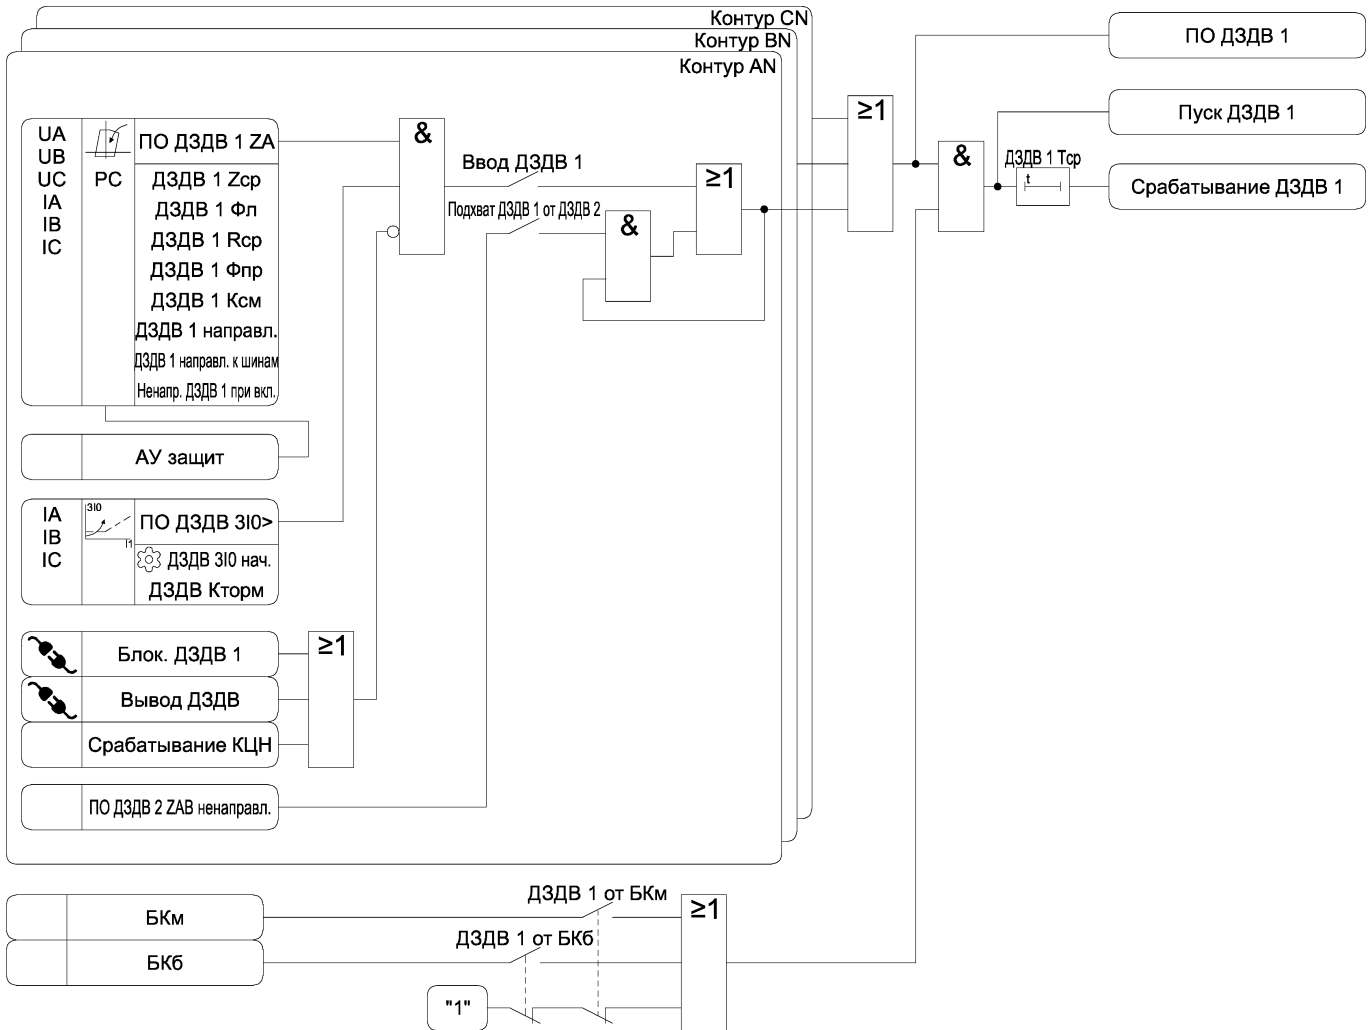 Контур CN
Контур BN
Контур AN
ПО ДЗДВ 1
Пуск ДЗДВ 1
ДЗДВ 1 Тср
t
Срабатывание ДЗДВ 1
≥1
&
UA
UB
UC
IA
IB
IC
PC
ПО ДЗДВ 1 ZA
ДЗДВ 1 Zср
ДЗДВ 1 Фл
ДЗДВ 1 Rср
ДЗДВ 1 Фпр
ДЗДВ 1 Ксм
ДЗДВ 1 направл.
ДЗДВ 1 направл. к шинам
Ненапр. ДЗДВ 1 при вкл.
&
Ввод ДЗДВ 1
Подхват ДЗДВ 1 от ДЗДВ 2
&
≥1
АУ защит
IA
IB
IC
3I0
I1
ПО ДЗДВ 3I0>
ДЗДВ 3I0 нач.
ДЗДВ Кторм
Блок. ДЗДВ 1
Вывод ДЗДВ
Срабатывание КЦН
≥1
ПО ДЗДВ 2 ZAB ненаправл.
БКм
БКб
ДЗДВ 1 от БКм
ДЗДВ 1 от БКб
"1"
≥1